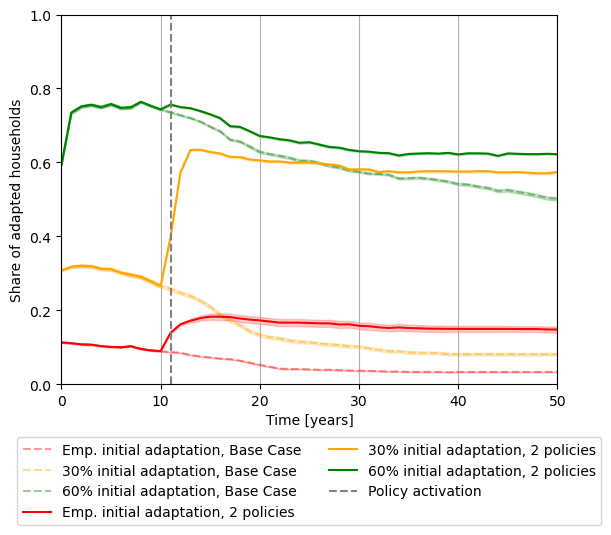 1.0
0.8
0.6
0.4
0.2
0.0
Share of adapted households
0 10 20 30 40 50
Time [years]
Emp. initial adaptation, Base Case
30% initial adaptation, Base Case
60% initial adaptation, Base Case
Emp. initial adaptation, 2 policies
30% initial adaptation, 2 policies
60% initial adaptation, 2 policies
Policy activation